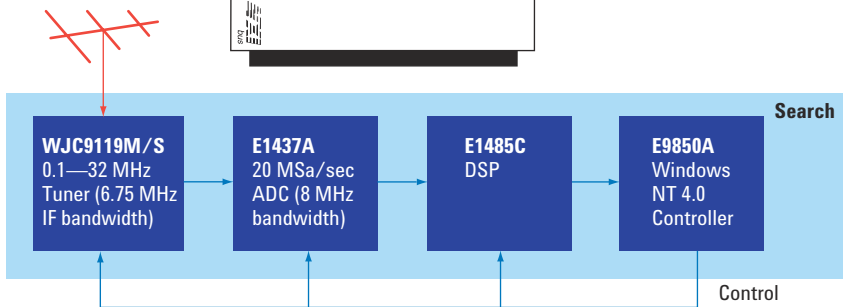 Search
WJC9119M/S
0.1—32 MHz
Tuner (6.75 MHz
IF bandwidth)
E1437A
20 MSa/sec
ADC (8 MHz
bandwidth)
E1485C
DSP
E9850A
Windows
NT 4.0
Controller
Control